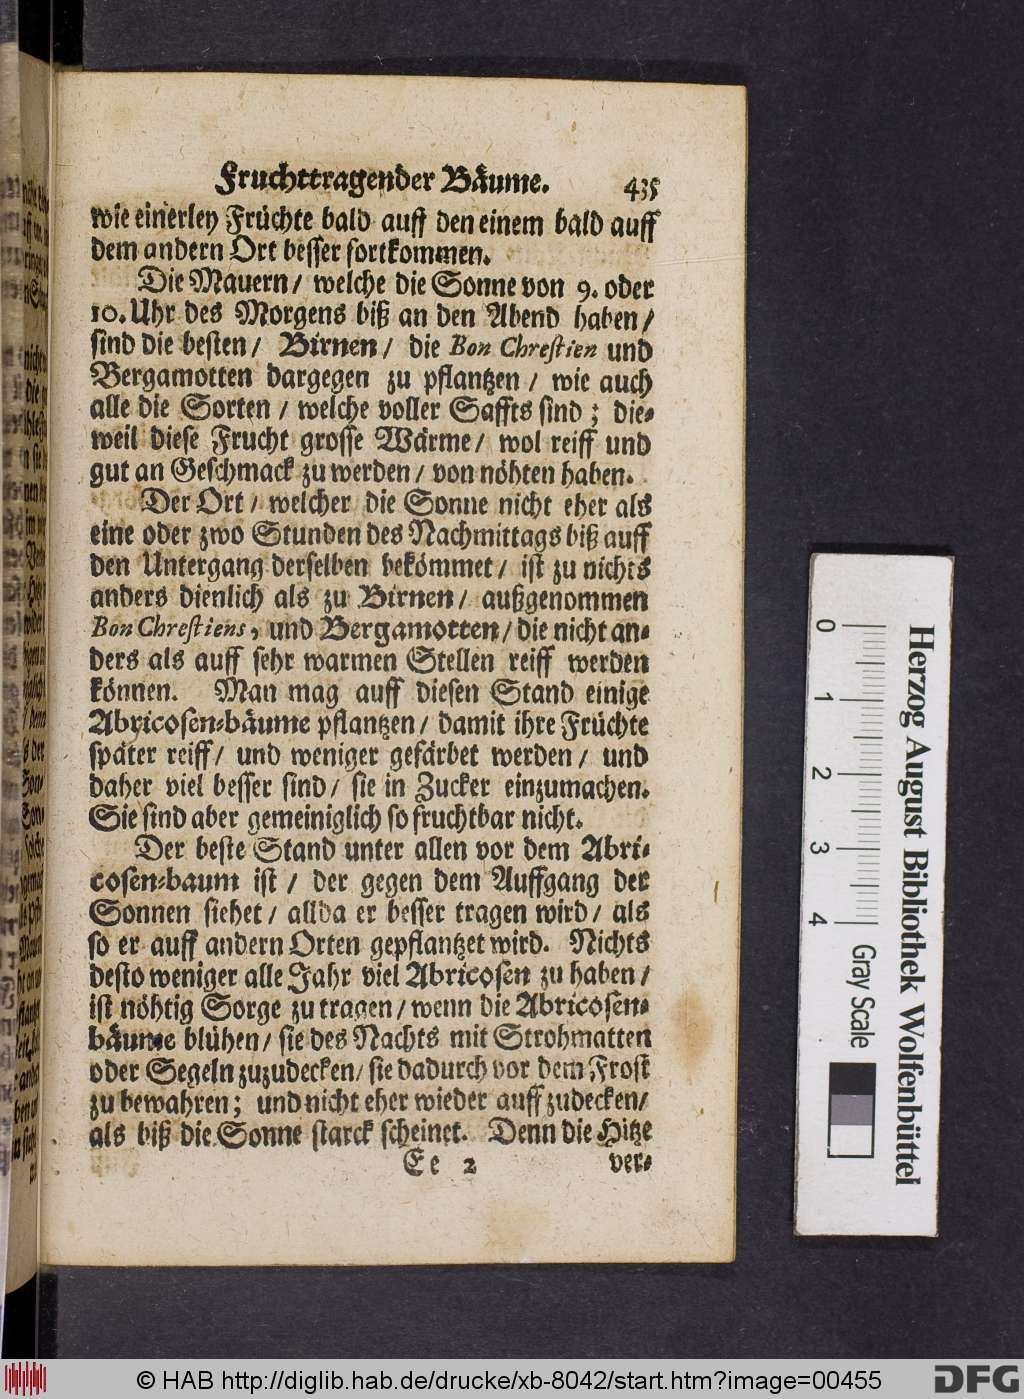 Fruchttragender Bäume. 435
wie einerley Früchte bald auff den einem bald auff
dem andern Ort besser fortkommen.
Die Mauern / welche die Sonne von 9. oder
10. Uhr des Morgens biß an den Abend haben /
sind die besten / Birnen / die Bon Chrestien und
Bergamotten dargegen zu pflantzen / wie auch
alle die Sorten / welche voller Saffts sind ; die-
weil diese Frucht grosse Wärme / wol reiff und
gut an Geschmack zu werden / von nöhten haben.
Der Ort / welcher die Sonne nicht eher als
eine oder zwo Stunden des Nachmittags biß auff
den Untergang derselben bekömmet / ist zu nichts
anders dienlich als zu Birnen / außgenommen
Bon Chrestiens, und Bergamotten / die nicht an-
ders als auff sehr warmen Stellen reiff werden
können. Man mag auff diesen Stand einige
Abricosen-bäume pflantzen / damit ihre Früchte
später reiff / und weniger gefärbet werden / und
daher viel besser sind / sie in Zucker einzumachen.
Sie sind aber gemeiniglich so fruchtbar nicht.
Der beste Stand unter allen vor dem Abri-
cosen-baum ist / der gegen dem Auffgang der
Sonnen siehet / allda er besser tragen wird / als
so er auff andern Orten gepflantzet wird. Nichts
desto weniger alle Jahr viel Abricosen zu haben /
ist nöhtig Sorge zu tragen / wenn die Abricosen-
bäume blühen / sie des Nachts mit Strohmatten
oder Segeln zuzudecken / sie dadurch vor dem Frost
zu bewahren ; und nicht eher wieder auff zudecken /
als biß die Sonne starck scheinet. Denn die Hitze
Ee 2 ver-
0 1 2 3 4
Gray Scale
Herzog August Bibliothek Wolfenbüttel
© HAB http://diglib.hab.de/drucke/xb-8042/start.htm?image=00455
DFG